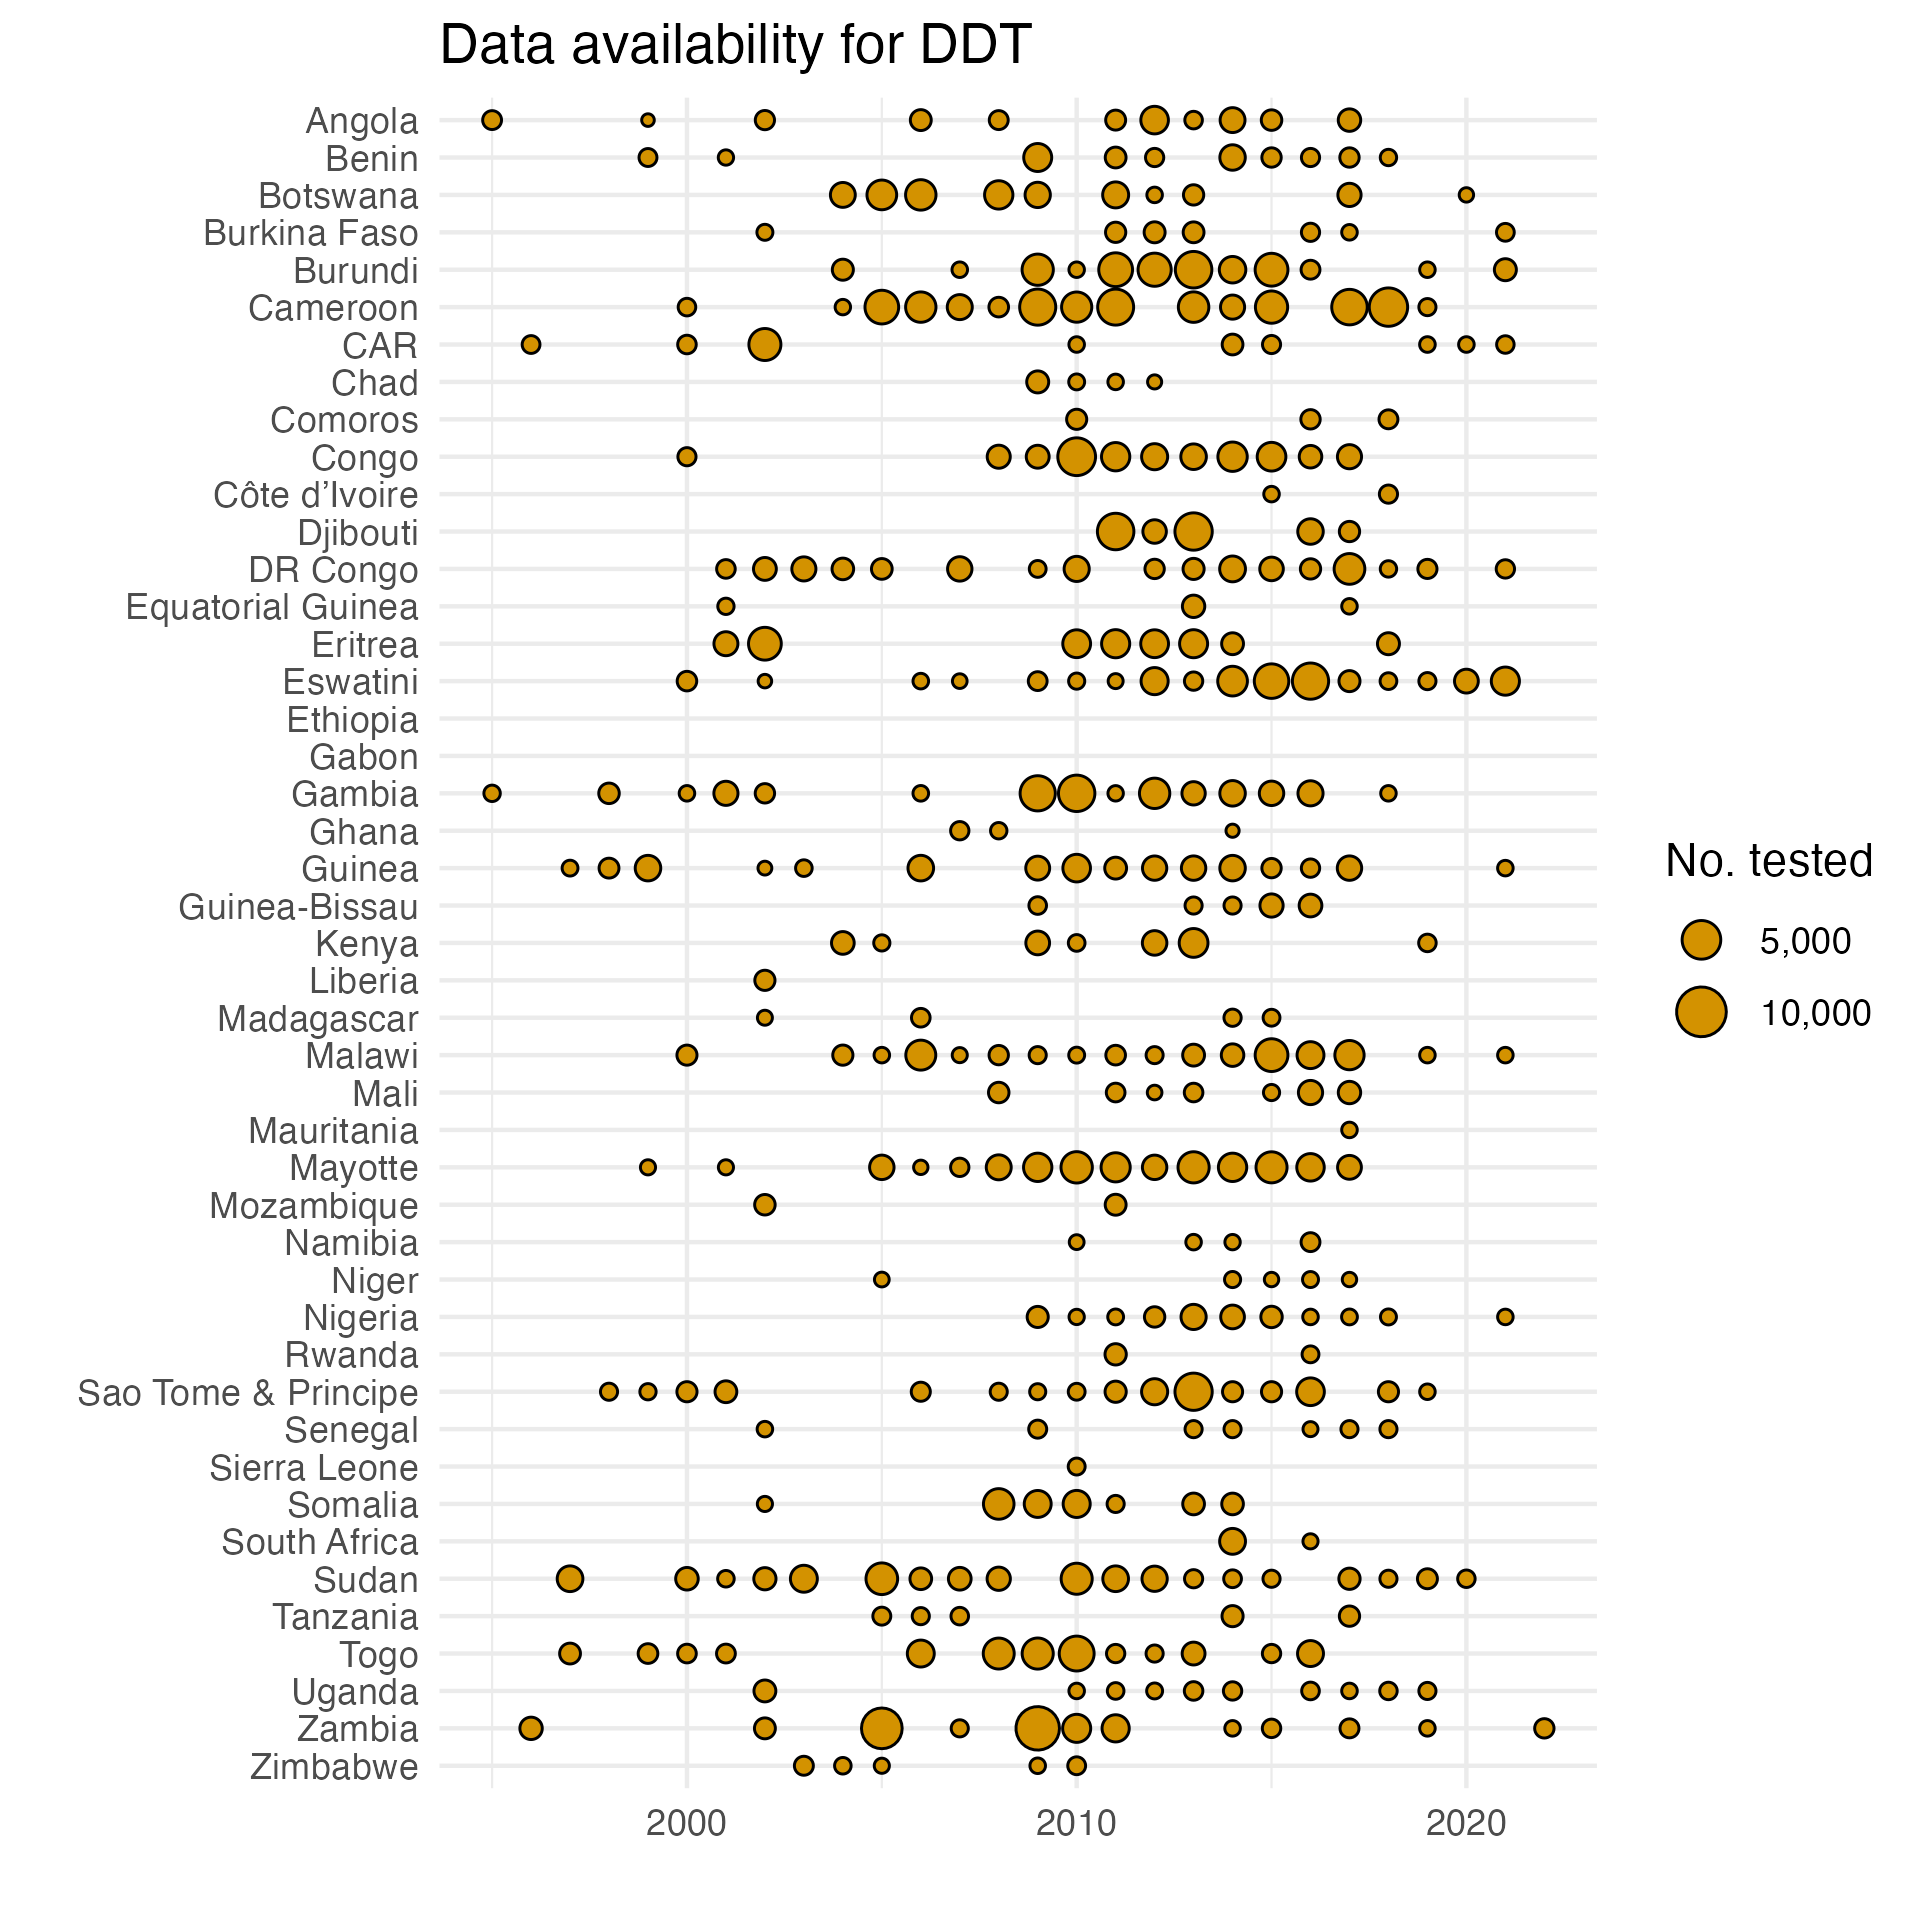 Data availability for DDT
Angola
Benin
Botswana
Burkina Faso
Burundi
Cameroon
CAR
Chad
Comoros
Congo
Côte d’Ivoire
Djibouti
DR Congo
Equatorial Guinea
Eritrea
Eswatini
Ethiopia
Gabon
Gambia
Ghana
Guinea
Guinea-Bissau
Kenya
Liberia
Madagascar
Malawi
Mali
Mauritania
Mayotte
Mozambique
Namibia
Niger
Nigeria
Rwanda
Sao Tome & Principe
Senegal
Sierra Leone
Somalia
South Africa
Sudan
Tanzania
Togo
Uganda
Zambia
Zimbabwe
2000 2010 2020
No. tested
5,000
10,000